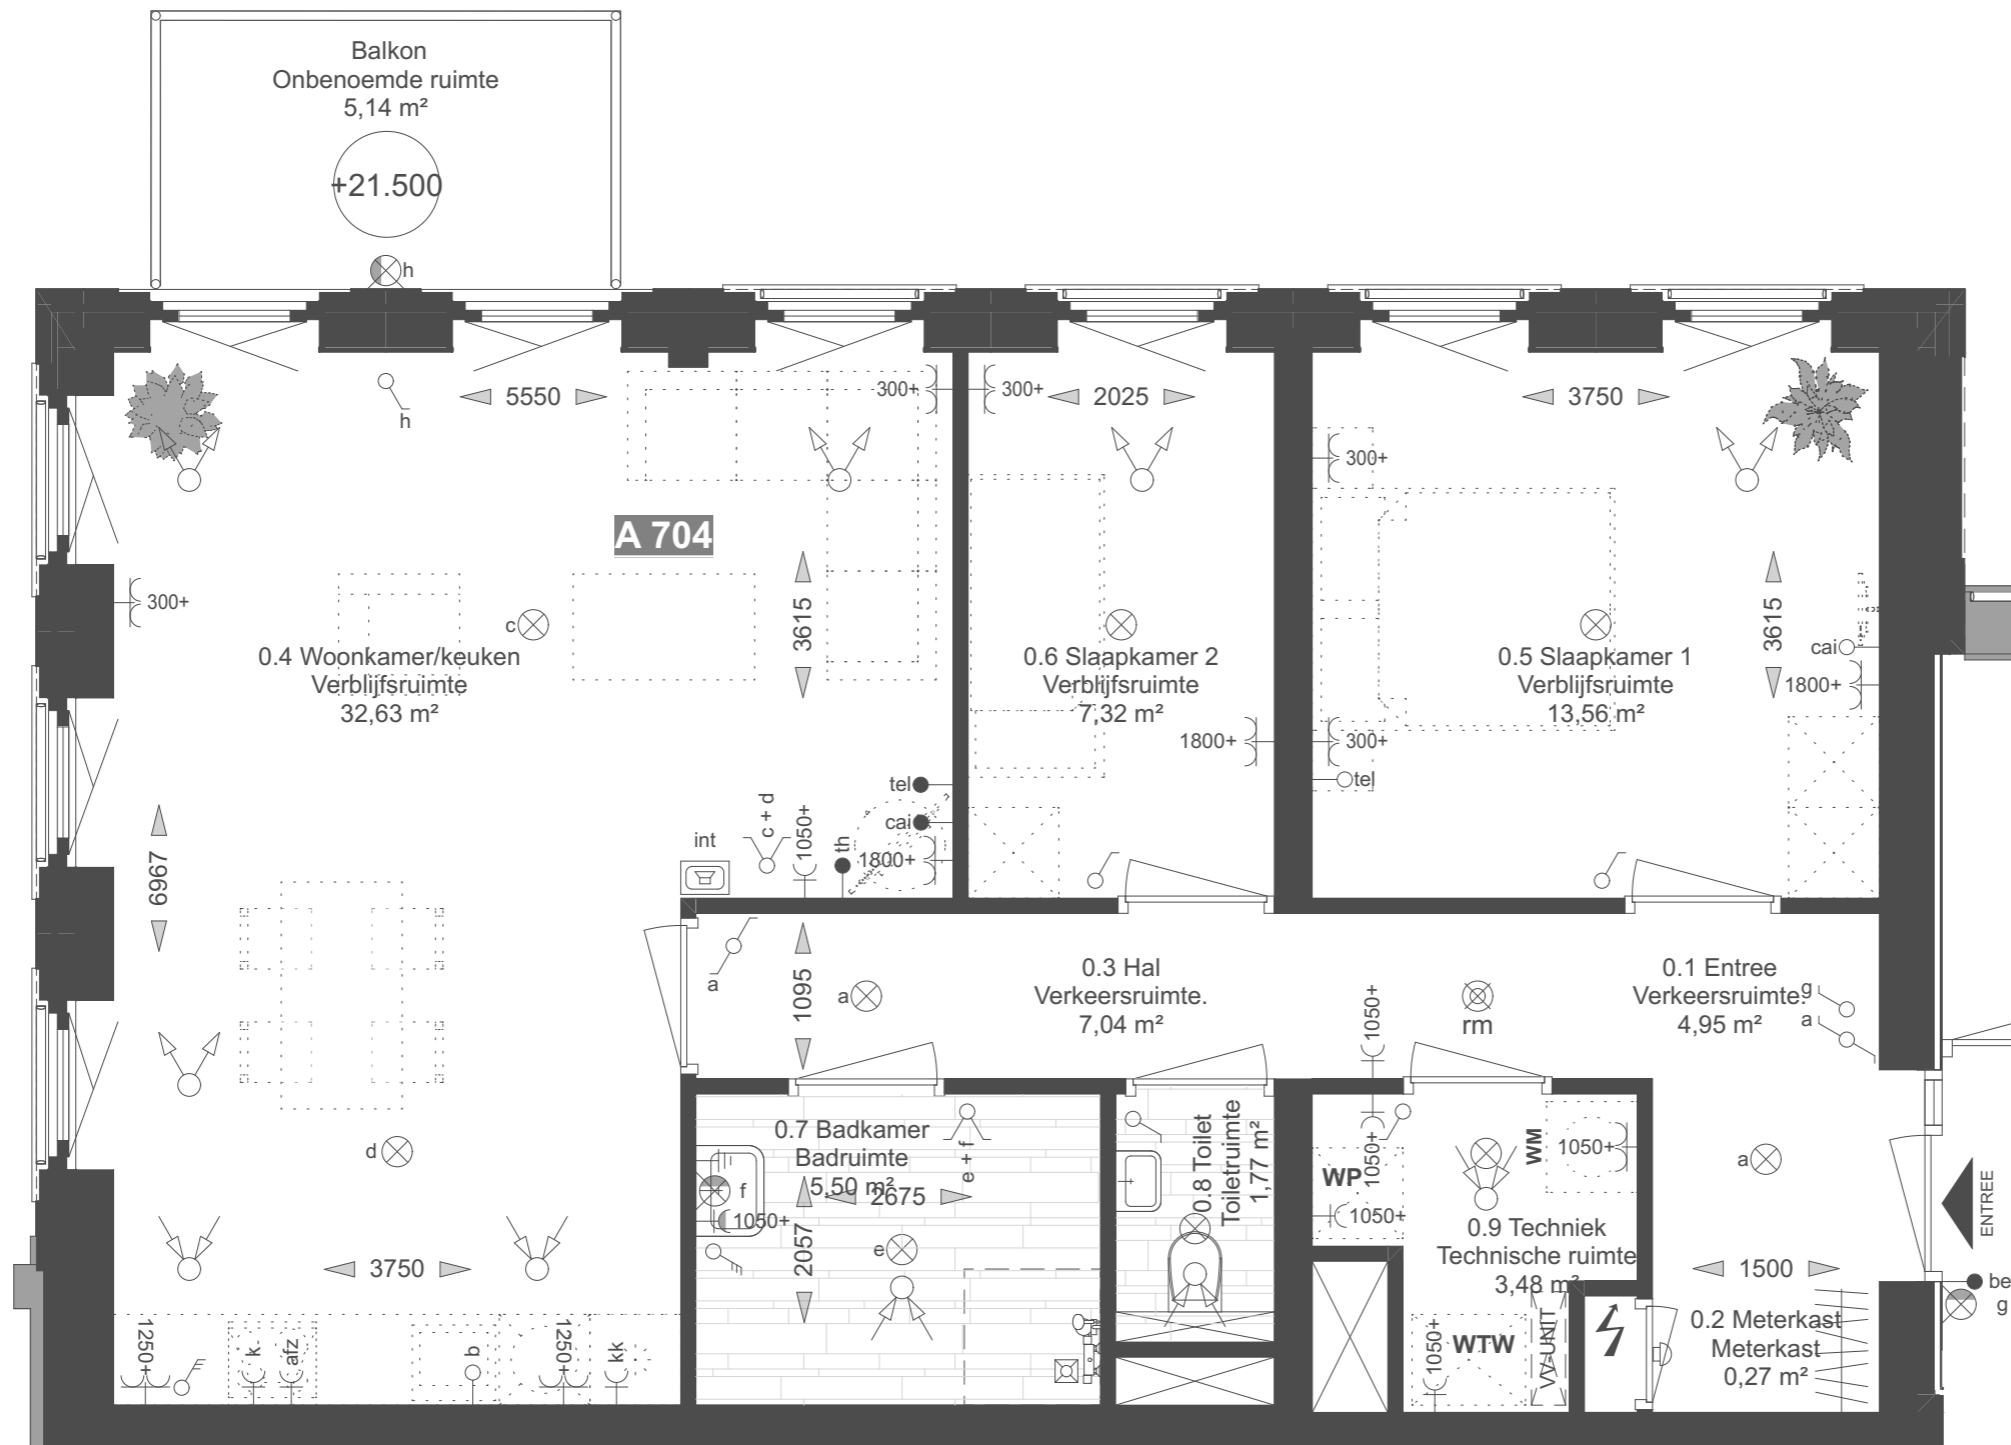 Balkon
Onbenoemde ruimte
5,14 m²
+21.500
h
h
5550
300+
300+
2025
3750
300+
A 704
300+
c
3615
3615
0.4 Woonkamer/keuken
Verblijfsruimte
32,63 m²
0.6 Slaapkamer 2
Verblijfsruimte
7,32 m²
0.5 Slaapkamer 1
Verblijfsruimte
13,56 m²
cai
1800+
1800+
300+
tel
tel
cai
1800+
c + d
1050+
th
int
6967
a
1095
a
0.3 Hal
Verkeersruimte.
7,04 m²
1050+
rm
0.1 Entree
Verkeersruimte.
4,95 m²
g
a
d
0.7 Badkamer
Badruimte
5,50 m²
e + f
f
2675
1050+
2057
e
0.8 Toilet
Toiletruimte
1,77 m²
WP
1050+
1050+
WM
1050+
0.9 Techniek
Technische ruimte
3,48 m²
a
ENTREE
1500
be
g
3750
1250+
k
afz
b
1250+
kk
1050+
WTW
VV-UNIT
0.2 Meterkast
Meterkast
0,27 m²